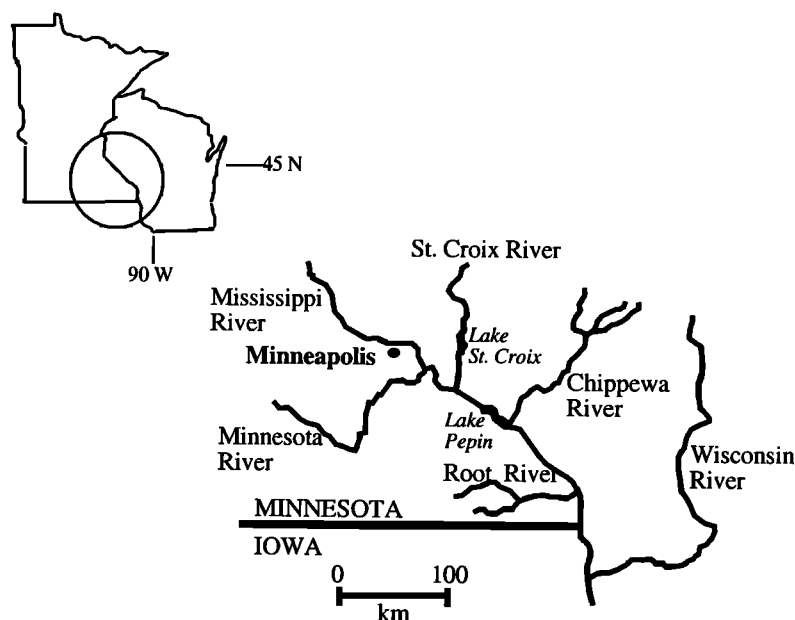 45 N
90 W
St. Croix River
Mississippi
River
Lake
St. Croix
Minneapolis
Chippewa
River
Lake
Pepin
Minnesota
River
Wisconsin
River
Root River
MINNESOTA
IOWA
0 100
km